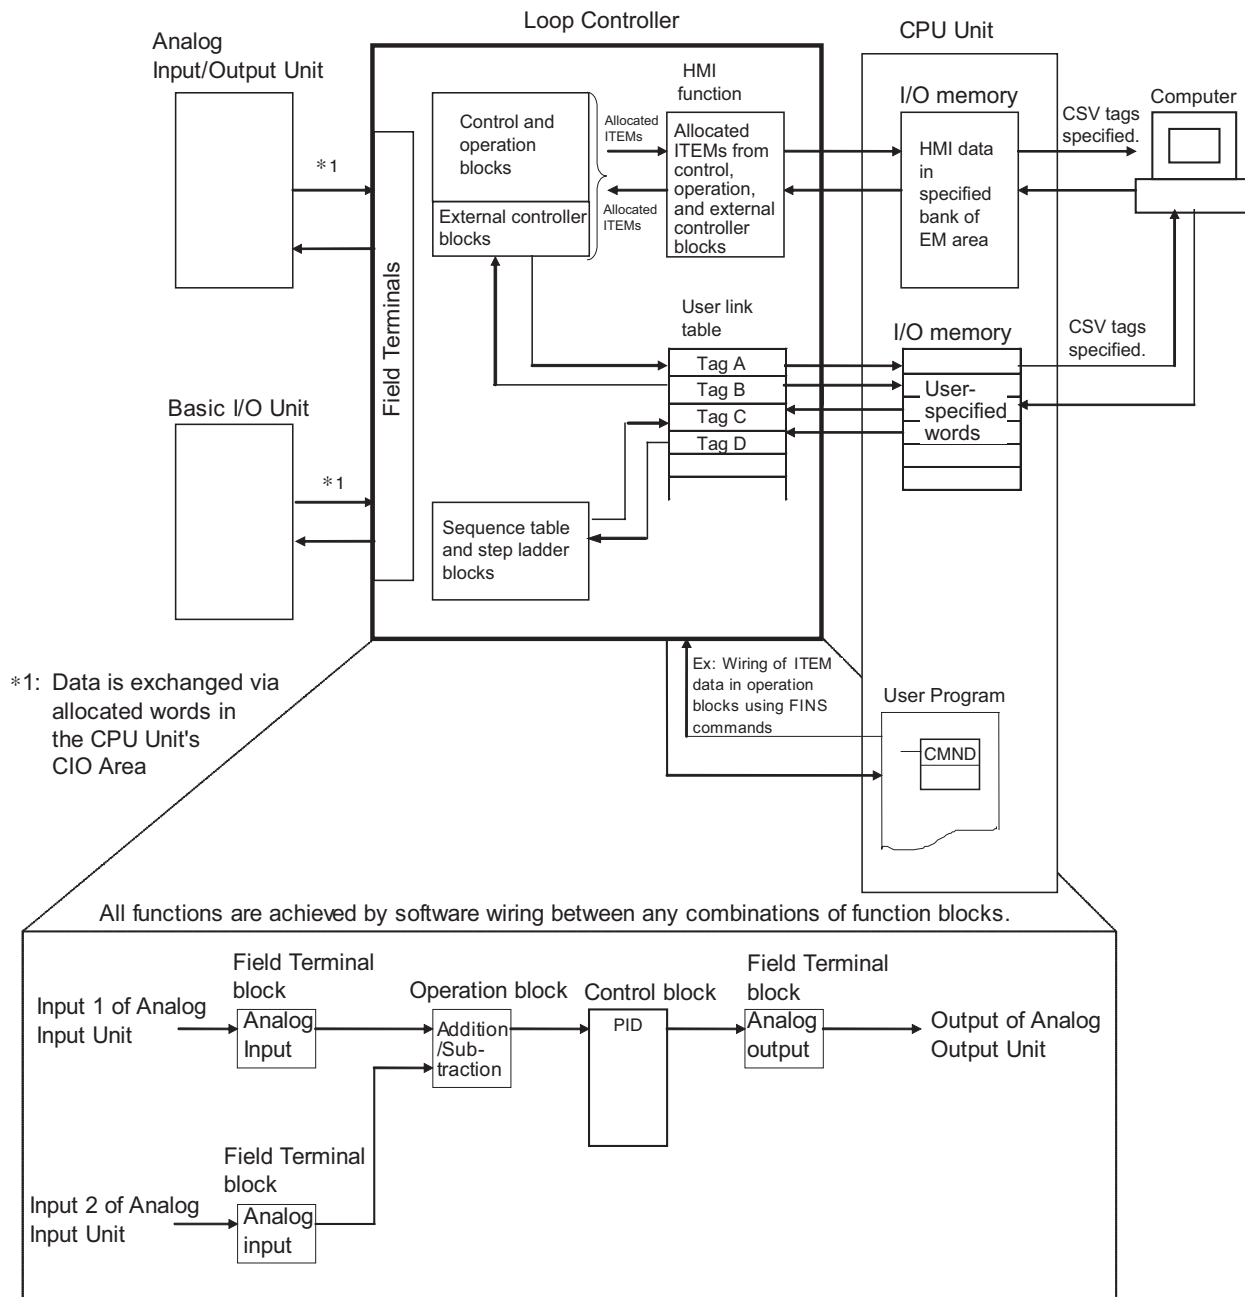 Loop Controller
Analog
Input/Output Unit
CPU Unit
HMI
function
I/O memory
CSV tags
specified.
Computer
Control and
operation
blocks
External controller
blocks
Allocated
ITEMs
Allocated
ITEMs
Allocated
ITEMs from
control,
operation,
and external
controller
blocks
HMI data
in
specified
bank of
EM area
*1
Field Terminals
User link
table
Tag A
Tag B
Tag C
Tag D
I/O memory
User-
specified
words
CSV tags
specified.
Basic I/O Unit
*1
Sequence table
and step ladder
blocks
*1: Data is exchanged via
allocated words in
the CPU Unit's
CIO Area
Ex: Wiring of ITEM
data in operation
blocks using FINS
commands
User Program
CMND
All functions are achieved by software wiring between any combinations of function blocks.
Input 1 of Analog
Input Unit
Field Terminal
block
Analog
Input
Operation block
Addition
/Sub-
traction
Control block
PID
Field Terminal
block
Analog
output
Output of Analog
Output Unit
Input 2 of Analog
Input Unit
Field Terminal
block
Analog
input